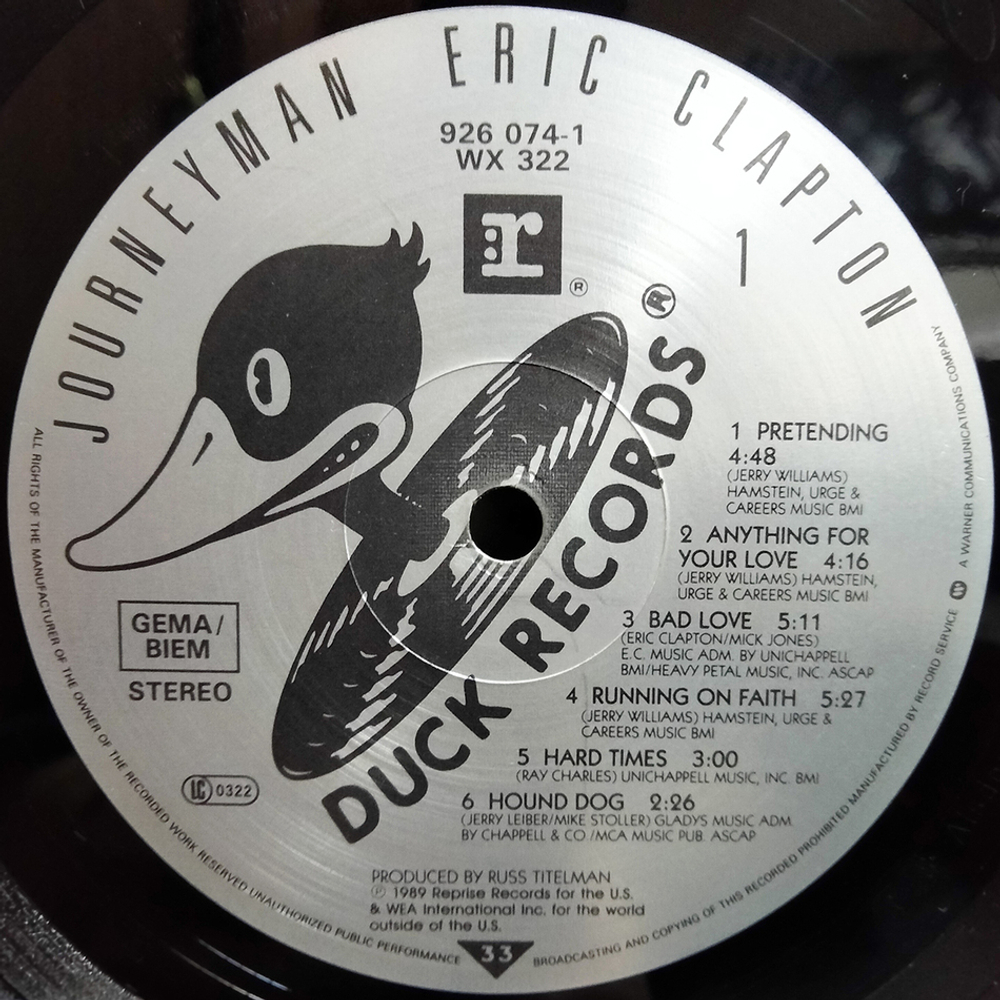 JOURNEYMAN ERIC CLAPTON
926 074-1
WX 322
r ®
1
DUCK RECORDS ®
1 PRETENDING
4:48
(JERRY WILLIAMS)
HAMSTEIN, URGE &
CAREERS MUSIC BMI
2 ANYTHING FOR
YOUR LOVE 4:16
(JERRY WILLIAMS) HAMSTEIN,
URGE & CAREERS MUSIC BMI
3 BAD LOVE 5:11
(ERIC CLAPTON/MICK JONES)
E.C. MUSIC ADM. BY UNICHAPPELL
BMI/HEAVY PETAL MUSIC, INC. ASCAP
4 RUNNING ON FAITH 5:27
(JERRY WILLIAMS) HAMSTEIN, URGE &
CAREERS MUSIC BMI
5 HARD TIMES 3:00
(RAY CHARLES) UNICHAPPELL MUSIC, INC. BMI
6 HOUND DOG 2:26
(JERRY LEIBER/MIKE STOLLER) GLADYS MUSIC ADM.
BY CHAPPELL & CO /MCA MUSIC PUB. ASCAP
GEMA/
BIEM
STEREO
LC 0322
PRODUCED BY RUSS TITELMAN
℗ 1989 Reprise Records for the U.S.
& WEA International Inc. for the world
outside of the U.S.
33
ALL RIGHTS OF THE MANUFACTURER OF THE OWNER OF THE RECORDED WORK RESERVED UNAUTHORIZED PUBLIC PERFORMANCE BROADCASTING AND COPYING OF THIS RECORD PROHIBITED MANUFACTURED BY RECORD SERVICE W A WARNER COMMUNICATIONS COMPANY